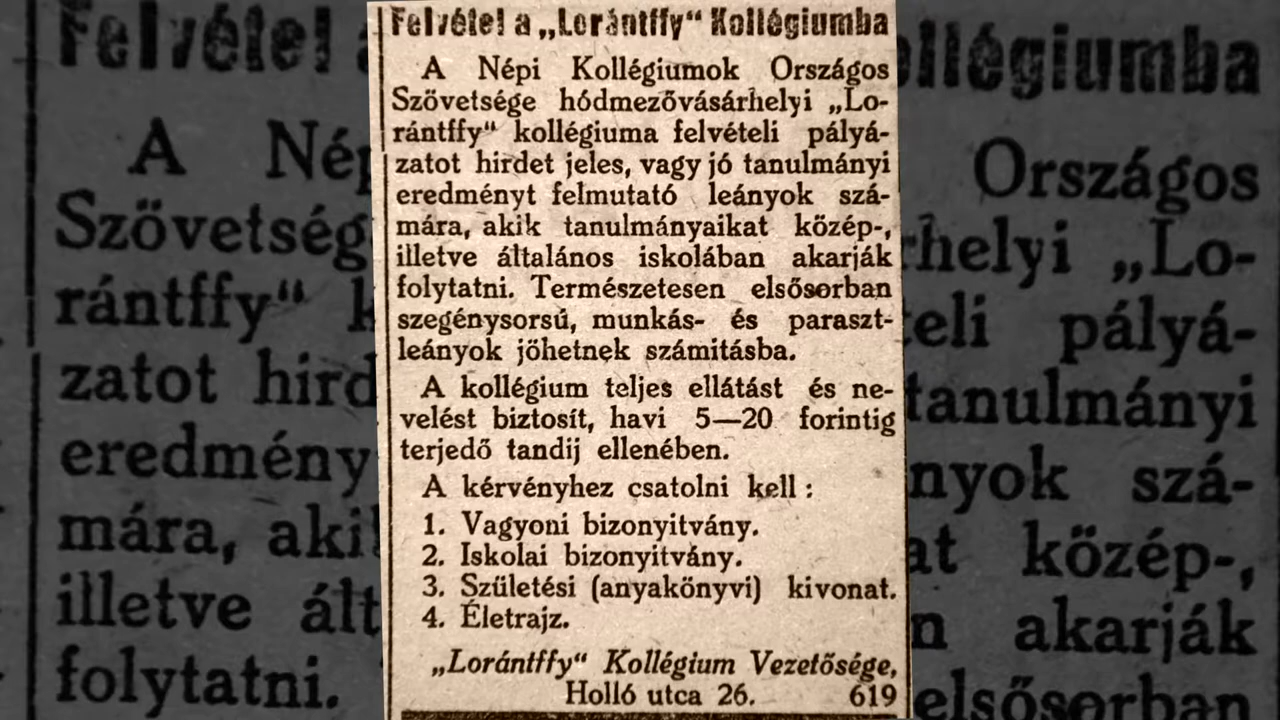 Felvétel a „Lorántffy“ Kollégiumba
A Népi Kollégiumok Országos
Szövetsége hódmezővásárhelyi „Lo-
rántffy“ kollégiuma felvételi pályá-
zatot hirdet jeles, vagy jó tanulmányi
eredményt felmutató leányok szá-
mára, akik tanulmányaikat közép-,
illetve általános iskolában akarják
folytatni. Természetesen elsősorban
szegénysorsú, munkás- és paraszt-
leányok jöhetnek számitásba.
A kollégium teljes ellátást és ne-
velést biztosít, havi 5—20 forintig
terjedő tandij ellenében.
A kérvényhez csatolni kell :
1. Vagyoni bizonyitvány.
2. Iskolai bizonyitvány.
3. Születési (anyakönyvi) kivonat.
4. Életrajz.
„Lorántffy“ Kollégium Vezetősége,
Holló utca 26. 619